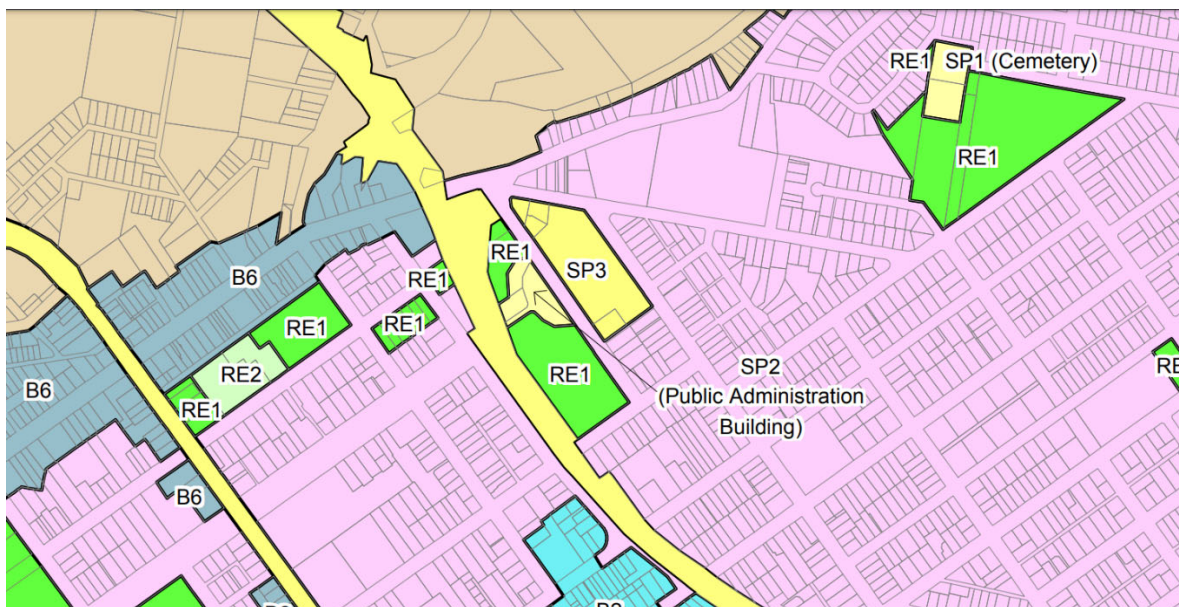 RE1
SP1 (Cemetery)
RE1
B6
RE1
SP3
RE1
RE1
RE1
RE2
RE1
SP2
(Public Administration
Building)
RE
B6
RE1
B6